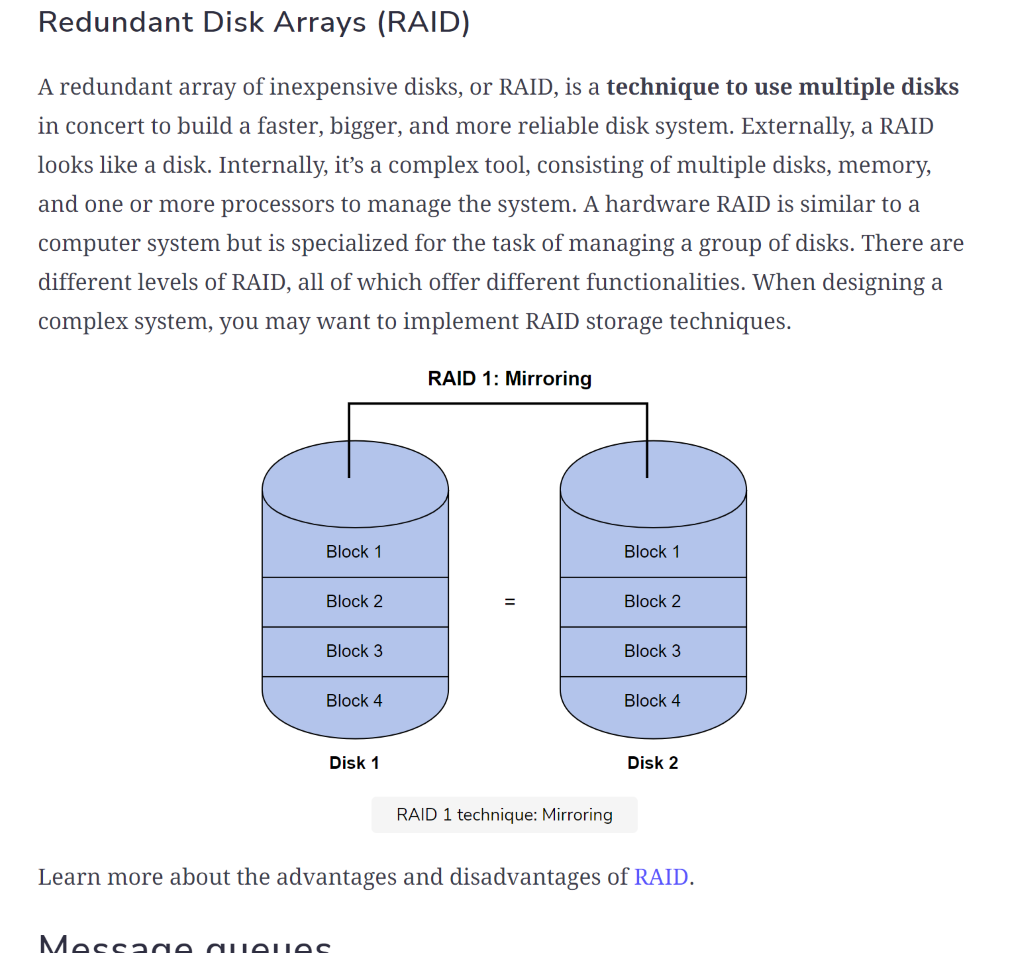 Redundant Disk Arrays (RAID)
A redundant array of inexpensive disks, or RAID, is a technique to use multiple disks
in concert to build a faster, bigger, and more reliable disk system. Externally, a RAID
looks like a disk. Internally, it’s a complex tool, consisting of multiple disks, memory,
and one or more processors to manage the system. A hardware RAID is similar to a
computer system but is specialized for the task of managing a group of disks. There are
different levels of RAID, all of which offer different functionalities. When designing a
complex system, you may want to implement RAID storage techniques.
RAID 1: Mirroring
Block 1
Block 2
Block 3
Block 4
Disk 1
=
Block 1
Block 2
Block 3
Block 4
Disk 2
RAID 1 technique: Mirroring
Learn more about the advantages and disadvantages of RAID.
Message queues